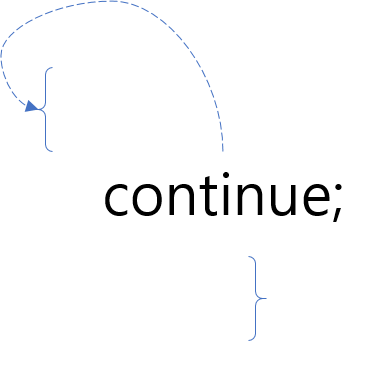 {
continue;
}